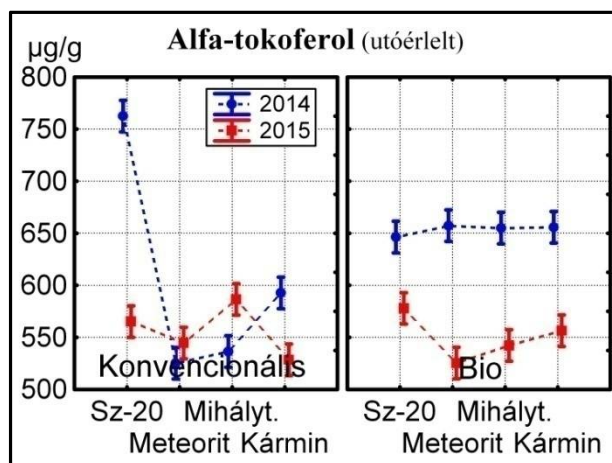 Alfa-tokoferol (utóérlelt)
µg/g
800
750
700
650
600
550
500
2014
2015
Konvencionális
Bio
Sz-20 Mihályt.
Meteorit Kármin
Sz-20 Mihályt.
Meteorit Kármin